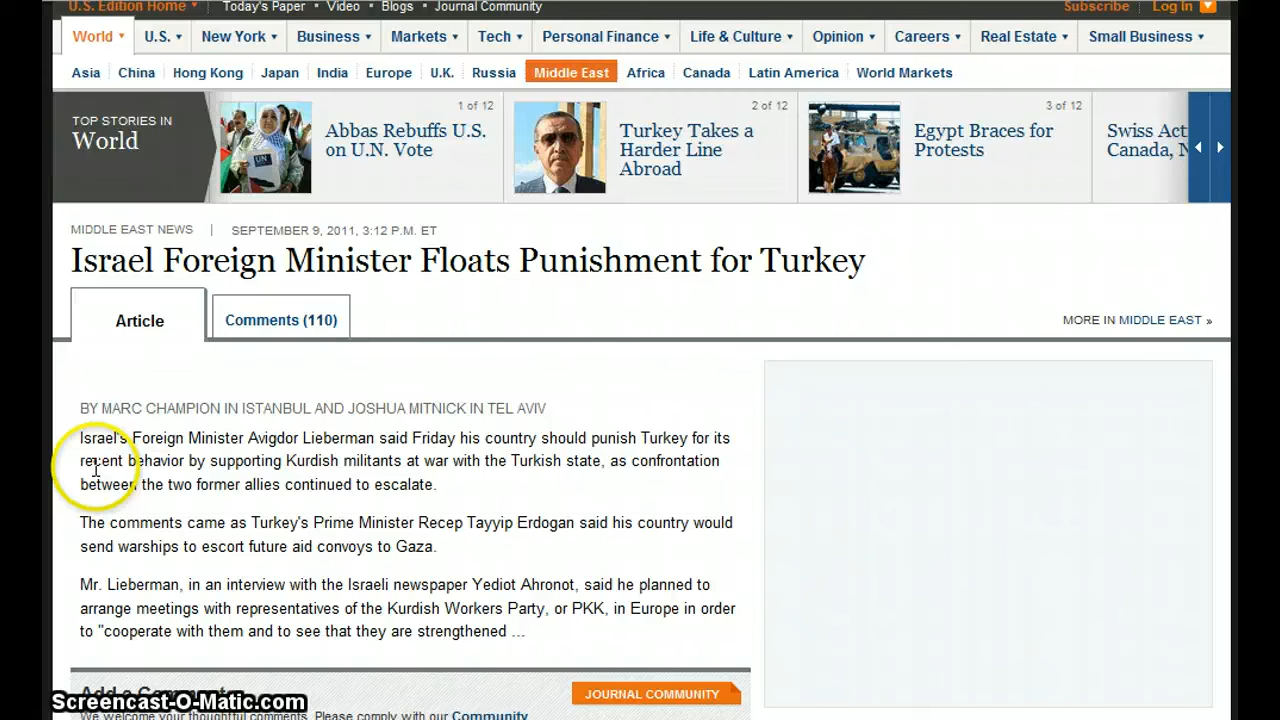 U.S. Edition Home Today's Paper • Video • Blogs • Journal Community Subscribe Log In
World U.S. New York Business Markets Tech Personal Finance Life & Culture Opinion Careers Real Estate Small Business
Asia China Hong Kong Japan India Europe U.K. Russia Middle East Africa Canada Latin America World Markets
TOP STORIES IN
World
1 of 12
Abbas Rebuffs U.S.
on U.N. Vote
2 of 12
Turkey Takes a
Harder Line
Abroad
3 of 12
Egypt Braces for
Protests
Swiss Act
Canada, N
MIDDLE EAST NEWS | SEPTEMBER 9, 2011, 3:12 P.M. ET
Israel Foreign Minister Floats Punishment for Turkey
Article Comments (110) MORE IN MIDDLE EAST »
BY MARC CHAMPION IN ISTANBUL AND JOSHUA MITNICK IN TEL AVIV
Israel's Foreign Minister Avigdor Lieberman said Friday his country should punish Turkey for its
recent behavior by supporting Kurdish militants at war with the Turkish state, as confrontation
between the two former allies continued to escalate.
The comments came as Turkey's Prime Minister Recep Tayyip Erdogan said his country would
send warships to escort future aid convoys to Gaza.
Mr. Lieberman, in an interview with the Israeli newspaper Yediot Ahronot, said he planned to
arrange meetings with representatives of the Kurdish Workers Party, or PKK, in Europe in order
to "cooperate with them and to see that they are strengthened ...
Add a Comment
JOURNAL COMMUNITY
We welcome your thoughtful comments. Please comply with our Community
Screencast-O-Matic.com